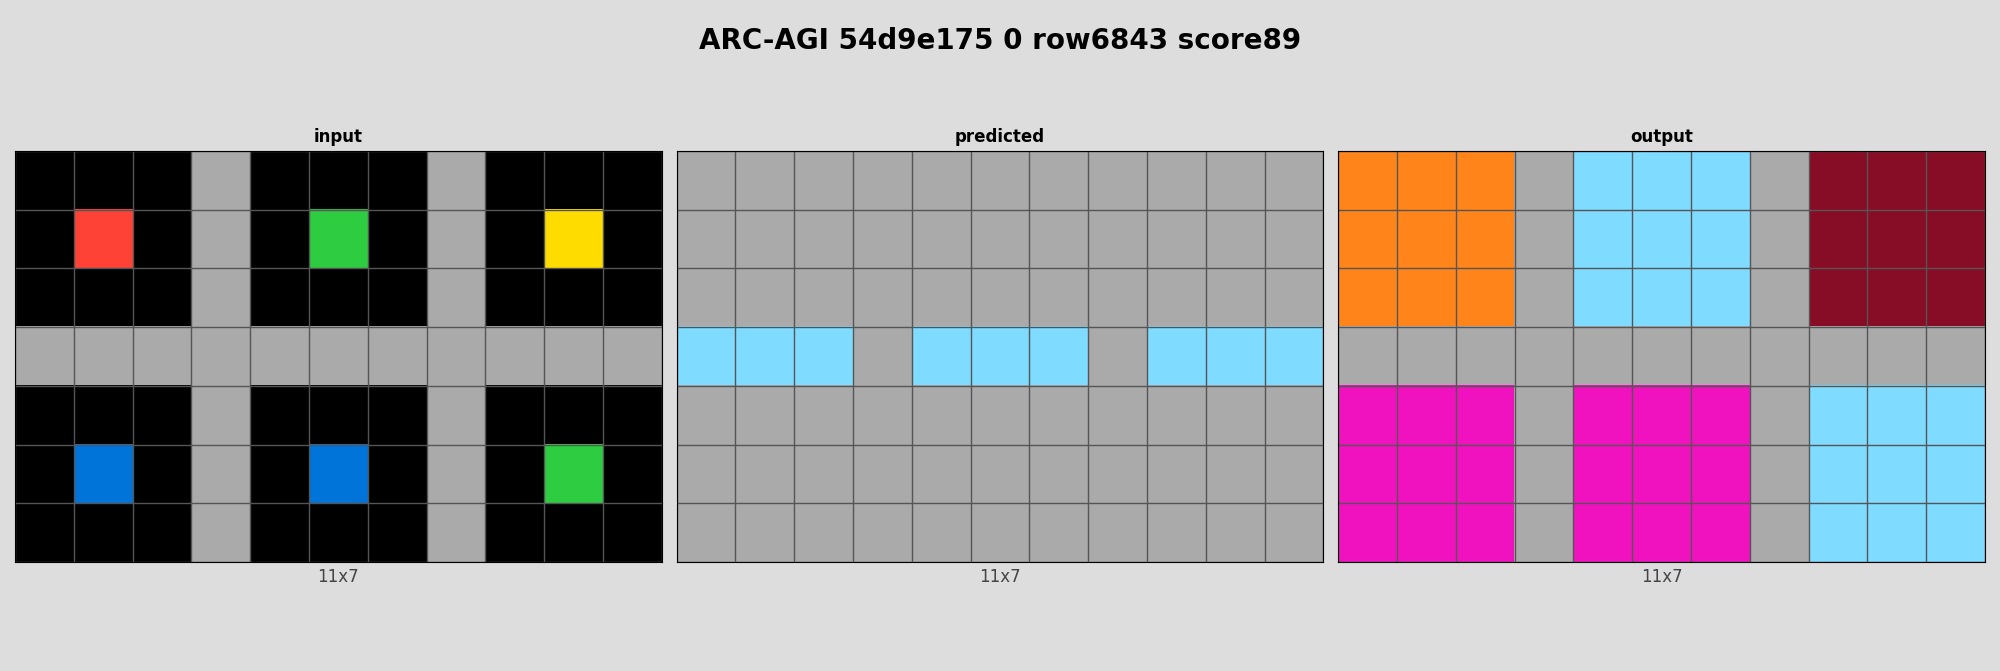 ARC-AGI 54d9e175 0 row6843 score89
input
predicted
output
11x7
11x7
11x7